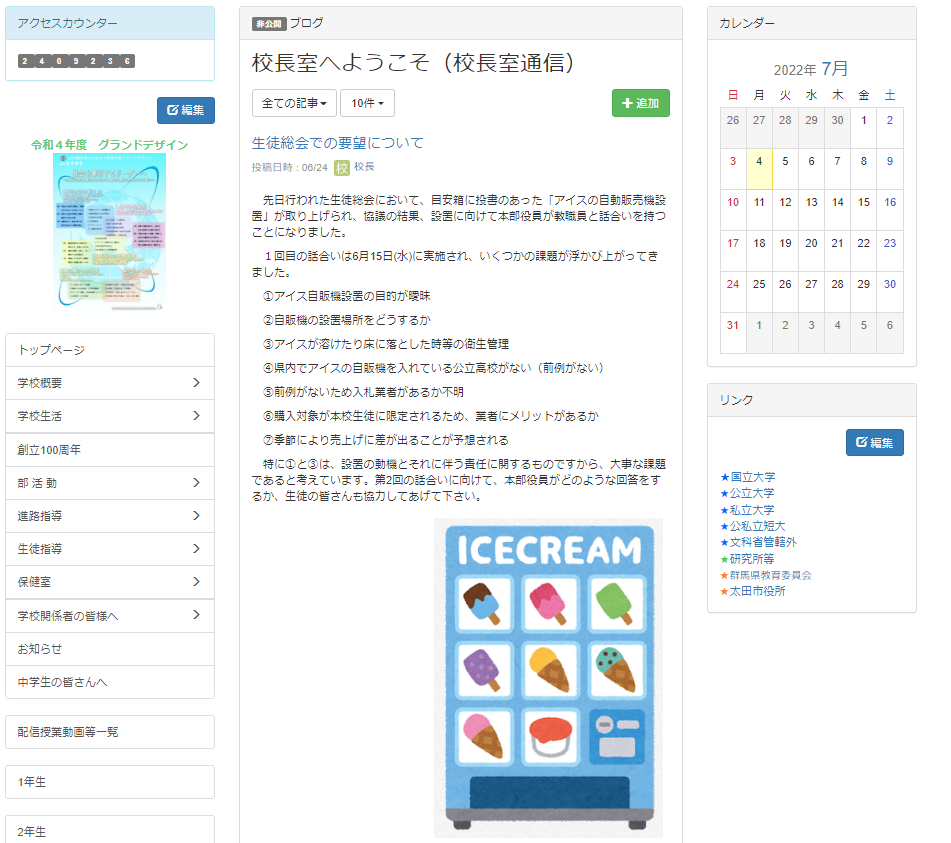 アクセスカウンター
2409236
編集
令和４年度　グランドデザイン
トップページ
学校概要
学校生活
創立100周年
部 活 動
進路指導
生徒指導
保健室
学校関係者の皆様へ
お知らせ
中学生の皆さんへ
配信授業動画等一覧
1年生
2年生
非公開 ブログ
校長室へようこそ（校長室通信）
全ての記事 10件 追加
生徒総会での要望について
投稿日時 : 06/24 校 校長
　先日行われた生徒総会において、目安箱に投書のあった「アイスの自動販売機設
置」が取り上げられ、協議の結果、設置に向けて本部役員が教職員と話合いを持つ
ことになりました。
　１回目の話合いは6月15日(水)に実施され、いくつかの課題が浮かび上がってき
ました。
　①アイス自販機設置の目的が曖昧
　②自販機の設置場所をどうするか
　③アイスが溶けたり床に落とした時等の衛生管理
　④県内でアイスの自販機を入れている公立高校がない（前例がない）
　⑤前例がないため入札業者があるか不明
　⑥購入対象が本校生徒に限定されるため、業者にメリットがあるか
　⑦季節により売上げに差が出ることが予想される
　特に①と③は、設置の動機とそれに伴う責任に関するものですから、大事な課題
であると考えています。第2回の話合いに向けて、本部役員がどのような回答をす
るか、生徒の皆さんも協力してあげて下さい。
ICECREAM
カレンダー
2022年 7月
日 月 火 水 木 金 土
26 27 28 29 30 1 2
3 4 5 6 7 8 9
10 11 12 13 14 15 16
17 18 19 20 21 22 23
24 25 26 27 28 29 30
31 1 2 3 4 5 6
リンク
編集
★国立大学
★公立大学
★私立大学
★公私立短大
★文科省管轄外
★研究所等
★群馬県教育委員会
★太田市役所